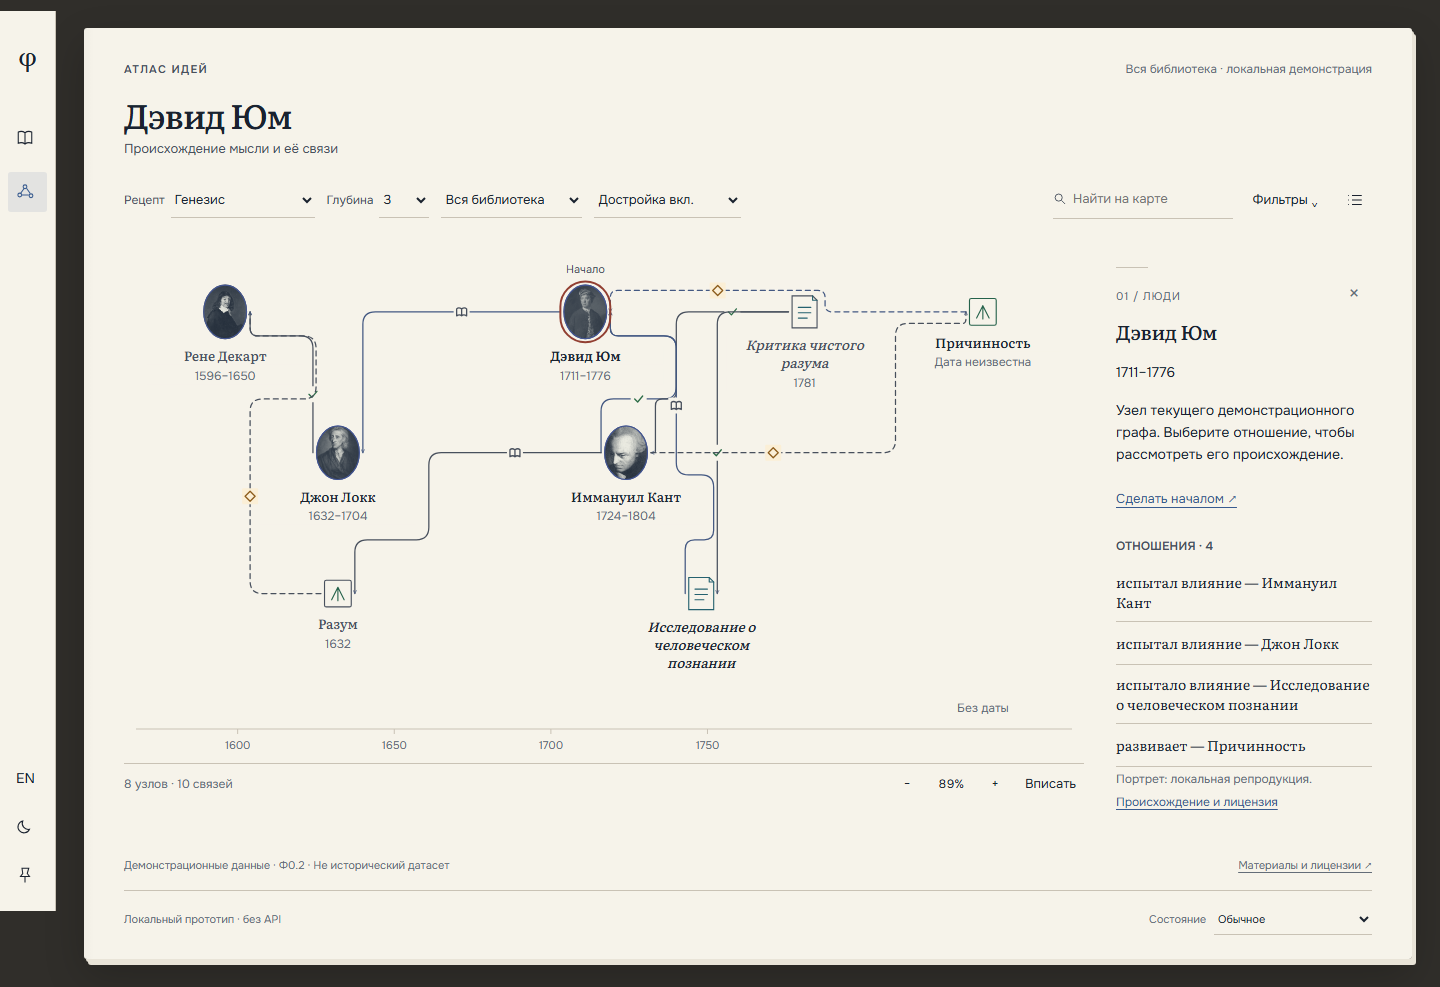 φ
АТЛАС ИДЕЙ
Вся библиотека · локальная демонстрация
Дэвид Юм
Происхождение мысли и её связи
Рецепт Генезис Глубина 3 Вся библиотека Достройка вкл.
Найти на карте Фильтры
Начало
Рене Декарт
1596–1650
Дэвид Юм
1711–1776
Критика чистого
разума
1781
Причинность
Дата неизвестна
Джон Локк
1632–1704
Иммануил Кант
1724–1804
Разум
1632
Исследование о
человеческом
познании
Без даты
1600 1650 1700 1750
8 узлов · 10 связей
– 89% + Вписать
01 / ЛЮДИ
×
Дэвид Юм
1711–1776
Узел текущего демонстрационного
графа. Выберите отношение, чтобы
рассмотреть его происхождение.
Сделать началом ↗
ОТНОШЕНИЯ · 4
испытал влияние — Иммануил
Кант
испытал влияние — Джон Локк
испытало влияние — Исследование
о человеческом познании
развивает — Причинность
Портрет: локальная репродукция.
Происхождение и лицензия
EN
Демонстрационные данные · Ф0.2 · Не исторический датасет
Материалы и лицензии ↗
Локальный прототип · без API
Состояние Обычное